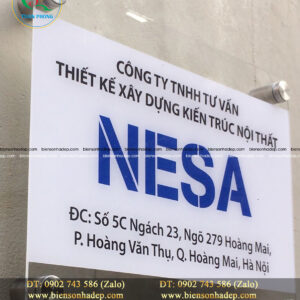 PHONG
CÔNG TY TNHH TƯ VẤN
THIẾT KẾ XÂY DỰNG KIẾN TRÚC NỘI THẤT
www.biensonhadep.com
NESA
ĐC: Số 5C Ngách 23, Ngõ 279 Hoàng Mai,
P. Hoàng Văn Thụ, Q. Hoàng Mai, Hà Nội
ĐT: 0902 743 586 (Zalo) ĐT: 0902 743 586 (Zalo)
www.biensonhadep.com